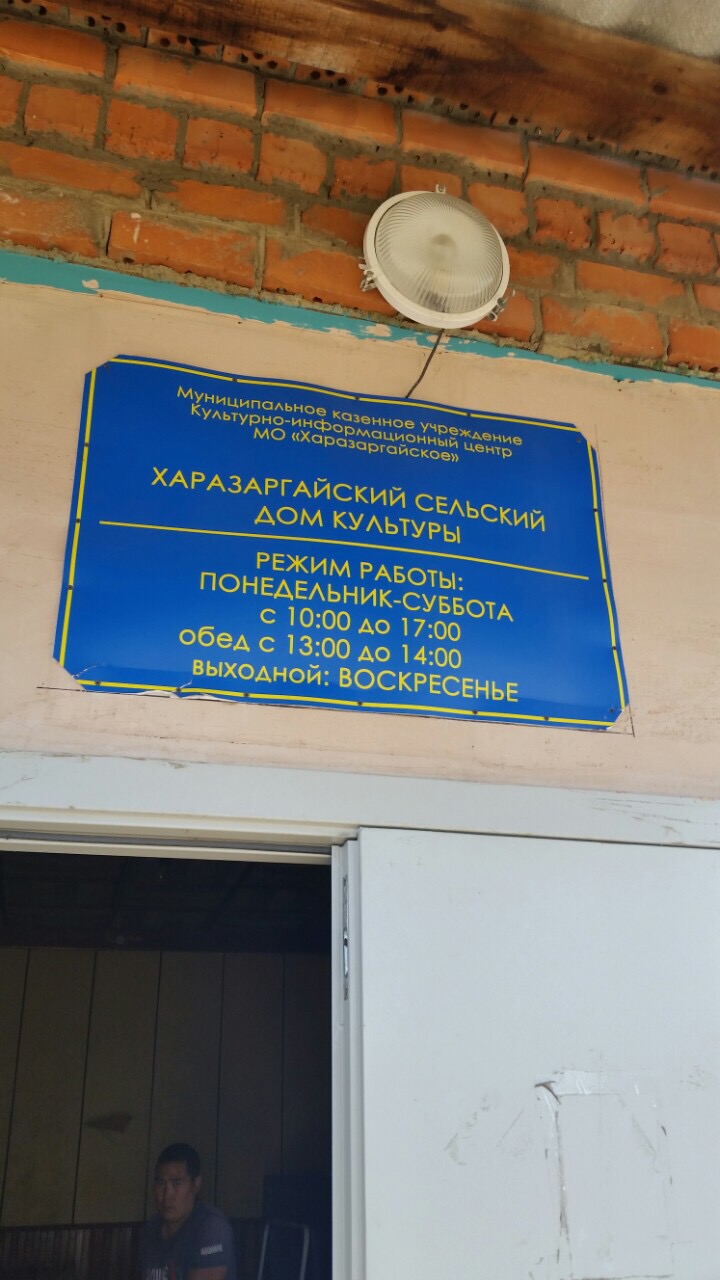 Муниципальное казенное учреждение
Культурно-информационный центр
МО «Харазаргайское»
ХАРАЗАРГАЙСКИЙ СЕЛЬСКИЙ
ДОМ КУЛЬТУРЫ
РЕЖИМ РАБОТЫ:
ПОНЕДЕЛЬНИК-СУББОТА
с 10:00 до 17:00
обед с 13:00 до 14:00
выходной: ВОСКРЕСЕНЬЕ